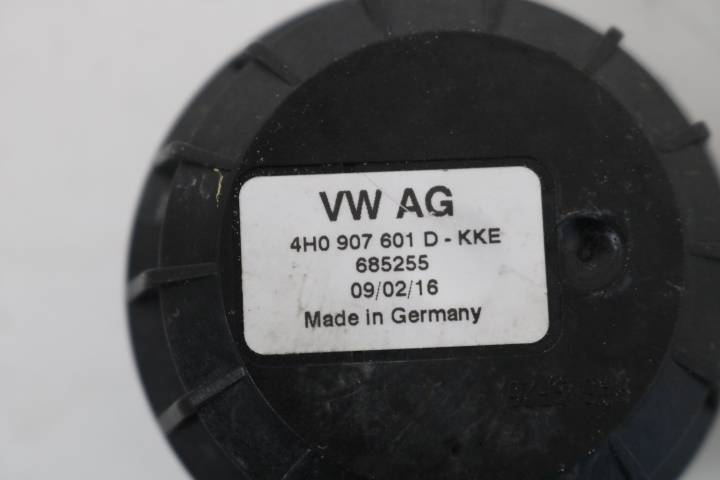 VW AG
4H0 907 601 D - KKE
685255
09/02/16
Made in Germany